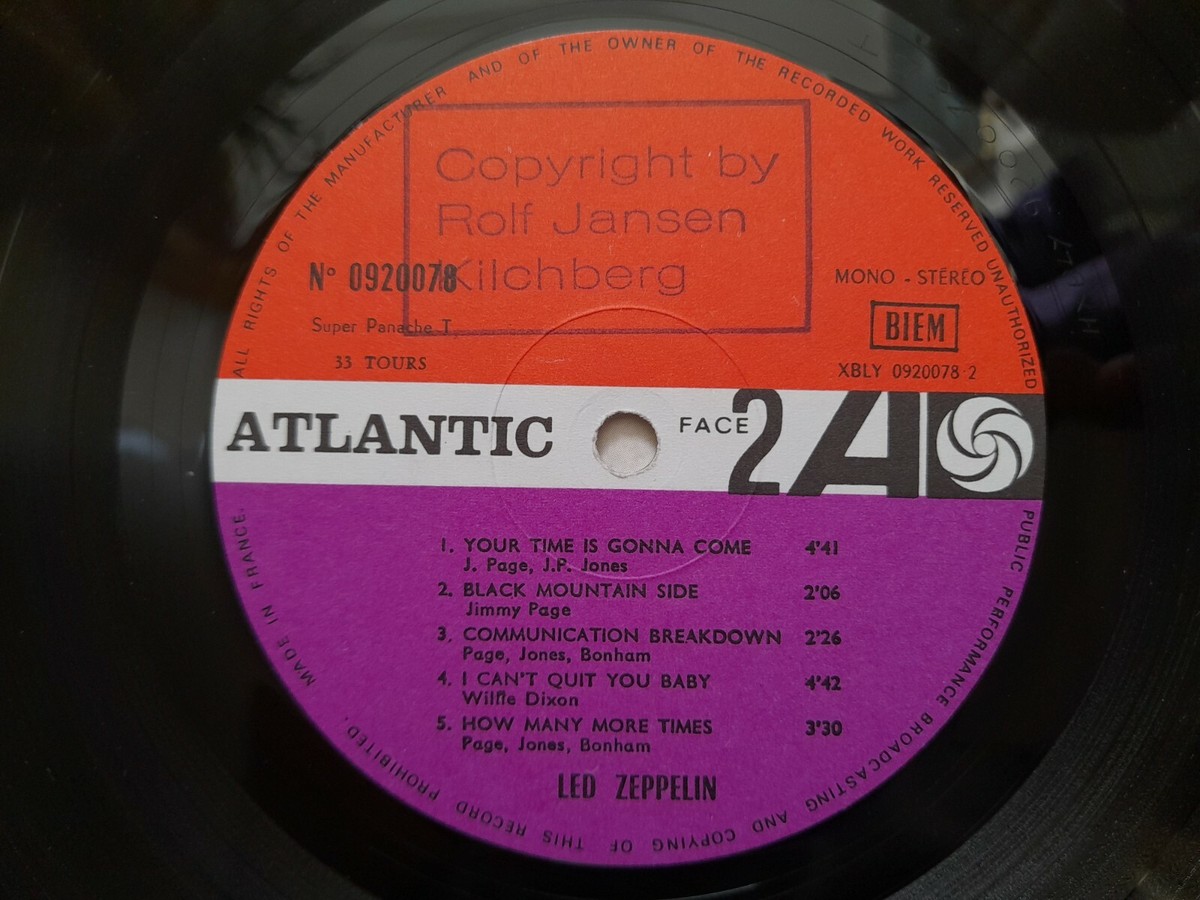 ALL RIGHTS OF THE MANUFACTURER AND OF THE OWNER OF THE RECORDED WORK RESERVED UNAUTHORIZED
Copyright by
Rolf Jansen
Kilchberg
Nº 0920078
MONO - STÉRÉO
Super Panache T.
BIEM
33 TOURS
XBLY 0920078 2
ATLANTIC
FACE 2
A
1. YOUR TIME IS GONNA COME 4'41
J. Page, J.P. Jones
2. BLACK MOUNTAIN SIDE 2'06
Jimmy Page
3. COMMUNICATION BREAKDOWN 2'26
Page, Jones, Bonham
4. I CAN'T QUIT YOU BABY 4'42
Willie Dixon
5. HOW MANY MORE TIMES 3'30
Page, Jones, Bonham
LED ZEPPELIN
PUBLIC PERFORMANCE BROADCASTING AND COPYING OF THIS RECORD PROHIBITED.
MADE IN FRANCE.